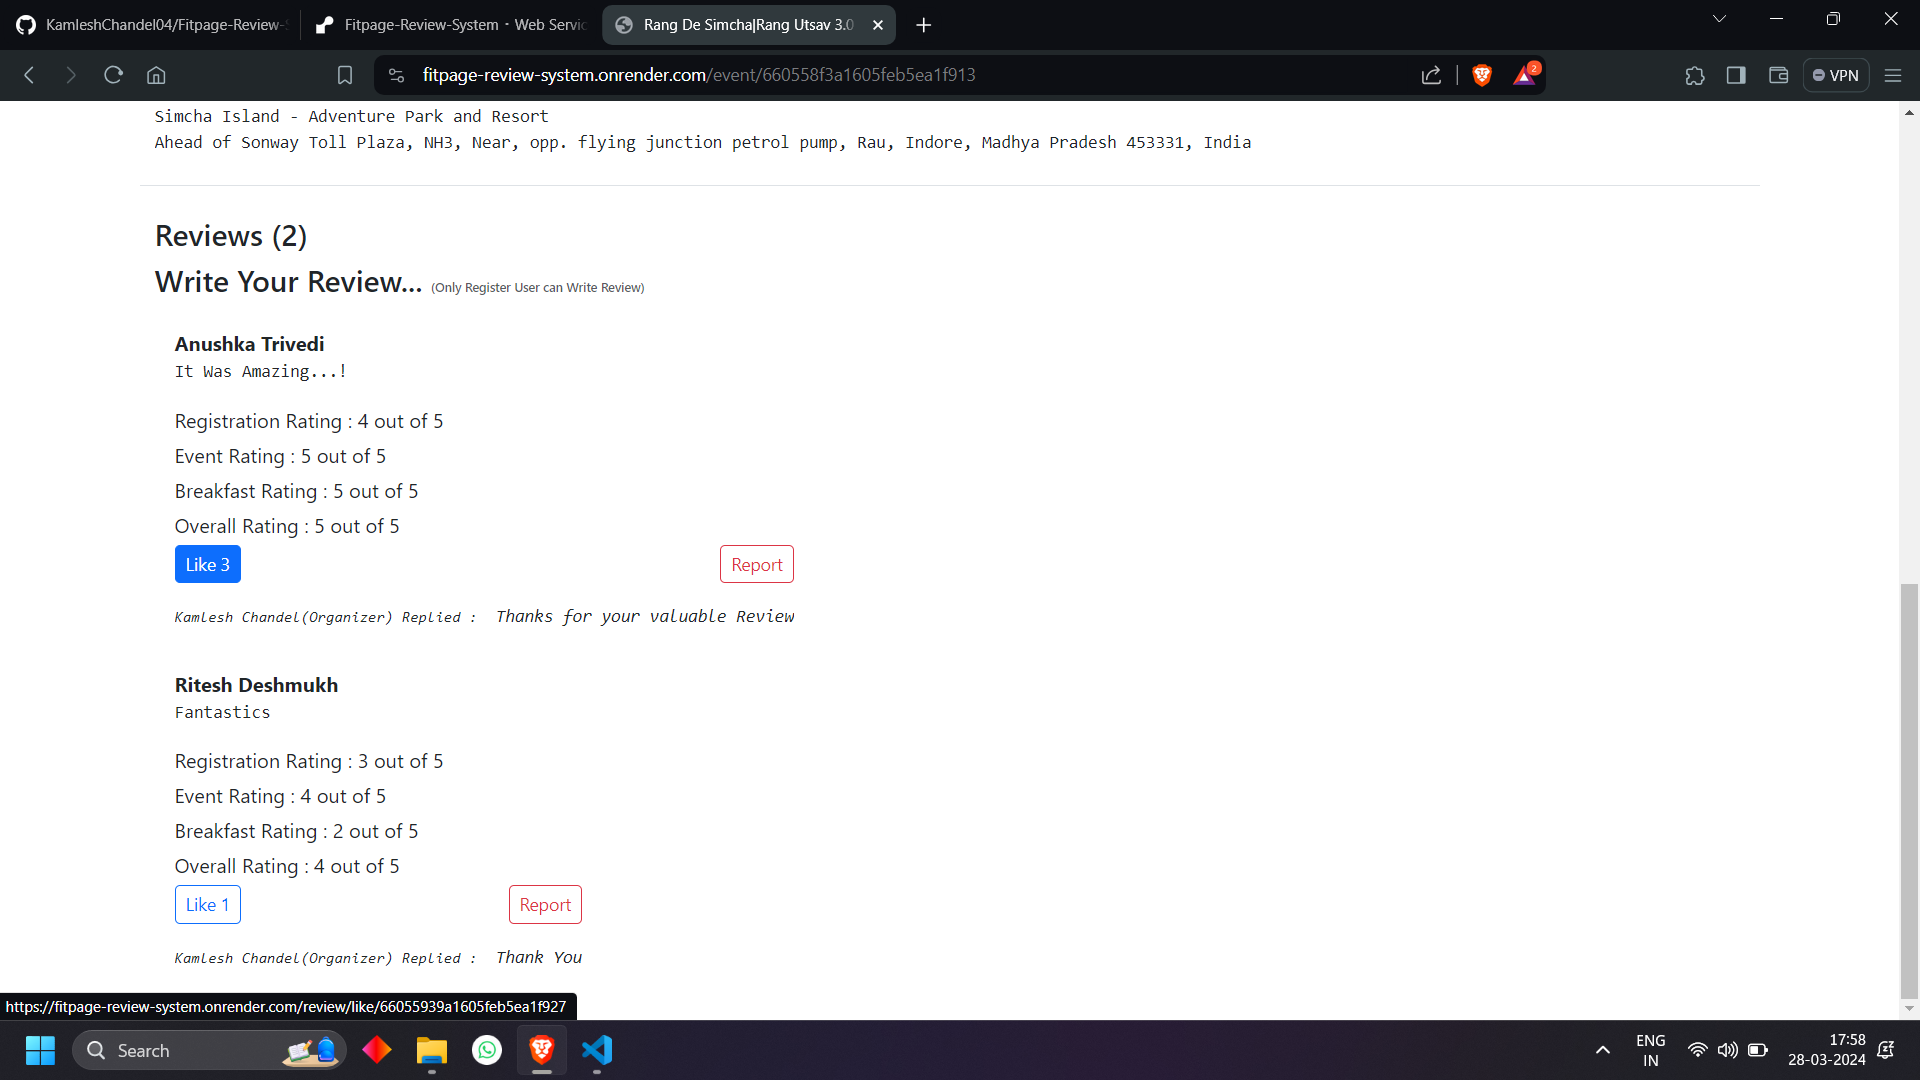 KamleshChandel04/Fitpage-Review-S
Fitpage-Review-System · Web Servic
Rang De Simcha|Rang Utsav 3.0
fitpage-review-system.onrender.com/event/660558f3a1605feb5ea1f913
2
VPN
Simcha Island - Adventure Park and Resort
Ahead of Sonway Toll Plaza, NH3, Near, opp. flying junction petrol pump, Rau, Indore, Madhya Pradesh 453331, India
Reviews (2)
Write Your Review... (Only Register User can Write Review)
Anushka Trivedi
It Was Amazing...!
Registration Rating : 4 out of 5
Event Rating : 5 out of 5
Breakfast Rating : 5 out of 5
Overall Rating : 5 out of 5
Like 3 Report
Kamlesh Chandel(Organizer) Replied : Thanks for your valuable Review
Ritesh Deshmukh
Fantastics
Registration Rating : 3 out of 5
Event Rating : 4 out of 5
Breakfast Rating : 2 out of 5
Overall Rating : 4 out of 5
Like 1 Report
Kamlesh Chandel(Organizer) Replied : Thank You
https://fitpage-review-system.onrender.com/review/like/66055939a1605feb5ea1f927
Search
ENG
IN
17:58
28-03-2024